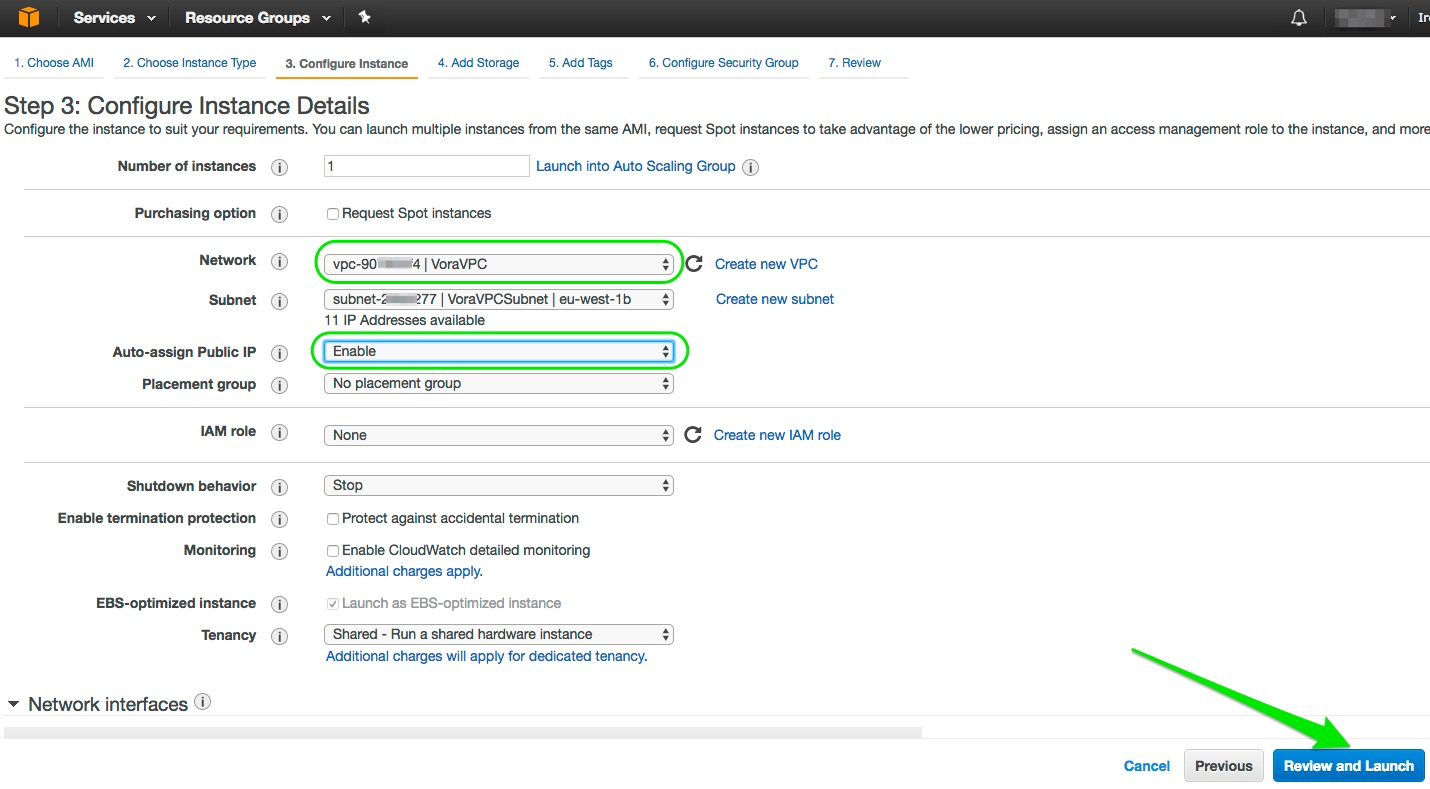 Services Resource Groups
1. Choose AMI 2. Choose Instance Type 3. Configure Instance 4. Add Storage 5. Add Tags 6. Configure Security Group 7. Review
Step 3: Configure Instance Details
Configure the instance to suit your requirements. You can launch multiple instances from the same AMI, request Spot instances to take advantage of the lower pricing, assign an access management role to the instance, and more
Number of instances 1 Launch into Auto Scaling Group
Purchasing option Request Spot instances
Network vpc-90 4 | VoraVPC Create new VPC
Subnet subnet-2 277 | VoraVPCSubnet | eu-west-1b Create new subnet
11 IP Addresses available
Auto-assign Public IP Enable
Placement group No placement group
IAM role None Create new IAM role
Shutdown behavior Stop
Enable termination protection Protect against accidental termination
Monitoring Enable CloudWatch detailed monitoring
Additional charges apply.
EBS-optimized instance Launch as EBS-optimized instance
Tenancy Shared - Run a shared hardware instance
Additional charges will apply for dedicated tenancy.
Network interfaces
Cancel Previous Review and Launch